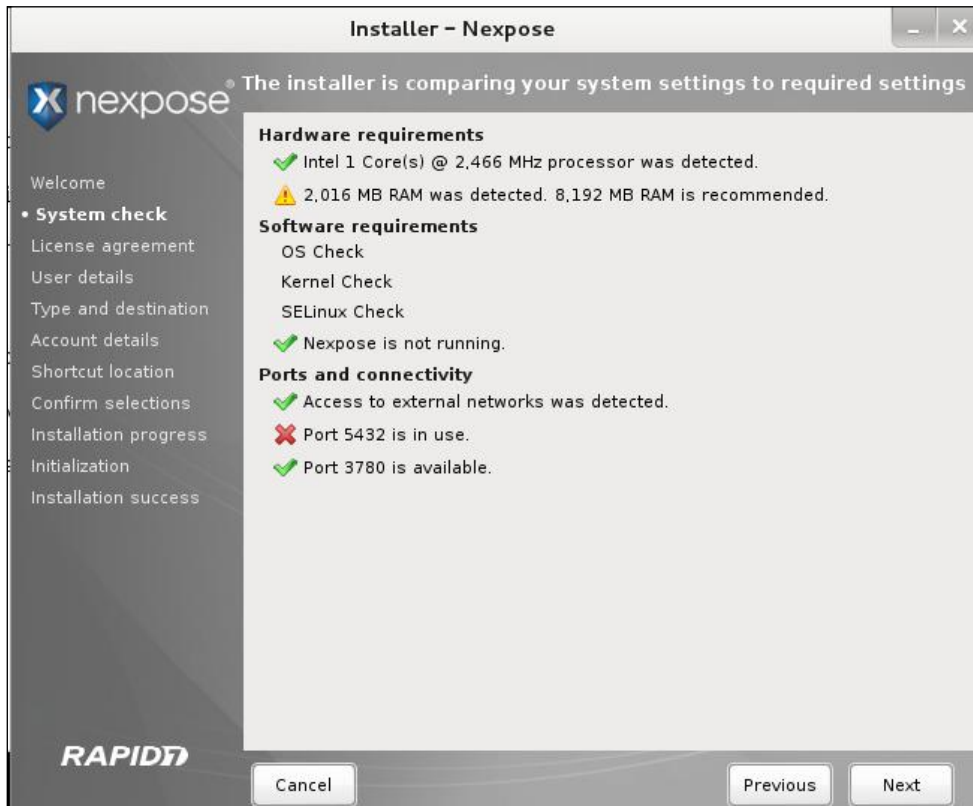 Installer – Nexpose
nexpose®
The installer is comparing your system settings to required settings
Welcome
• System check
License agreement
User details
Type and destination
Account details
Shortcut location
Confirm selections
Installation progress
Initialization
Installation success
Hardware requirements
Intel 1 Core(s) @ 2,466 MHz processor was detected.
2,016 MB RAM was detected. 8,192 MB RAM is recommended.
Software requirements
OS Check
Kernel Check
SELinux Check
Nexpose is not running.
Ports and connectivity
Access to external networks was detected.
Port 5432 is in use.
Port 3780 is available.
RAPID7
Cancel
Previous
Next